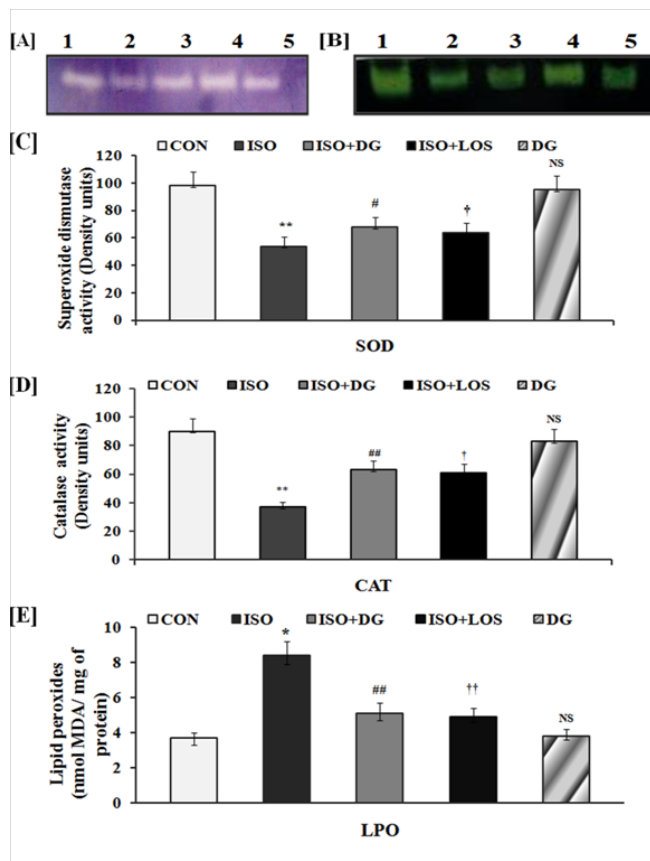 [A] 1 2 3 4 5
[B] 1 2 3 4 5
[C]
CON ISO ISO+DG ISO+LOS DG
Superoxide dismutase
activity (Density units)
120
100
80
60
40
20
0
** # † NS
SOD
[D]
CON ISO ISO+DG ISO+LOS DG
Catalase activity
(Density units)
120
100
80
60
40
20
0
** ## † NS
CAT
[E]
CON ISO ISO+DG ISO+LOS DG
Lipid peroxides
(nmol MDA/ mg of
protein)
10
8
6
4
2
0
* ## †† NS
LPO